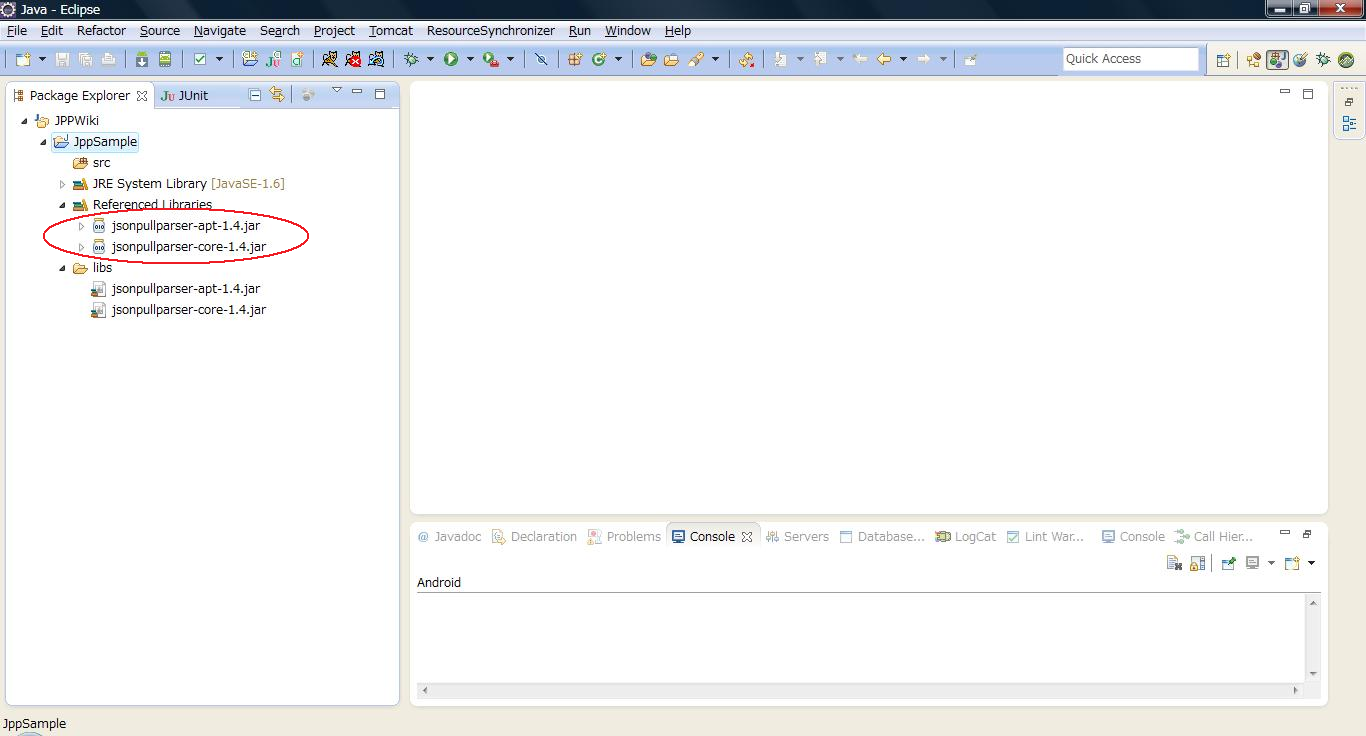 Java - Eclipse
File Edit Refactor Source Navigate Search Project Tomcat ResourceSynchronizer Run Window Help
Quick Access
Package Explorer JUnit
JPPWiki
JppSample
src
JRE System Library [JavaSE-1.6]
Referenced Libraries
jsonpullparser-apt-1.4.jar
jsonpullparser-core-1.4.jar
libs
jsonpullparser-apt-1.4.jar
jsonpullparser-core-1.4.jar
@ Javadoc Declaration Problems Console Servers Database... LogCat Lint War... Console Call Hier...
Android
JppSample